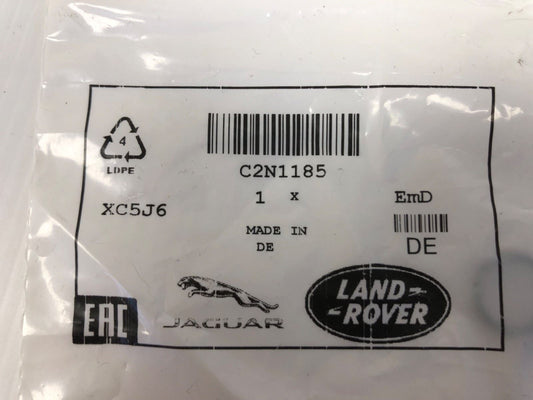 4
LDPE
C2N1185
XC5J6
1 x
EmD
MADE IN
DE
DE
EAC
JAGUAR
LAND-
-ROVER